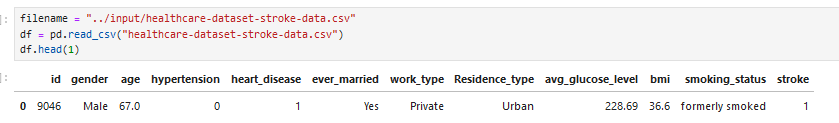 ]:
filename = "../input/healthcare-dataset-stroke-data.csv"
df = pd.read_csv("healthcare-dataset-stroke-data.csv")
df.head(1)
]:
id gender age hypertension heart_disease ever_married work_type Residence_type avg_glucose_level bmi smoking_status stroke
0 9046 Male 67.0 0 1 Yes Private Urban 228.69 36.6 formerly smoked 1